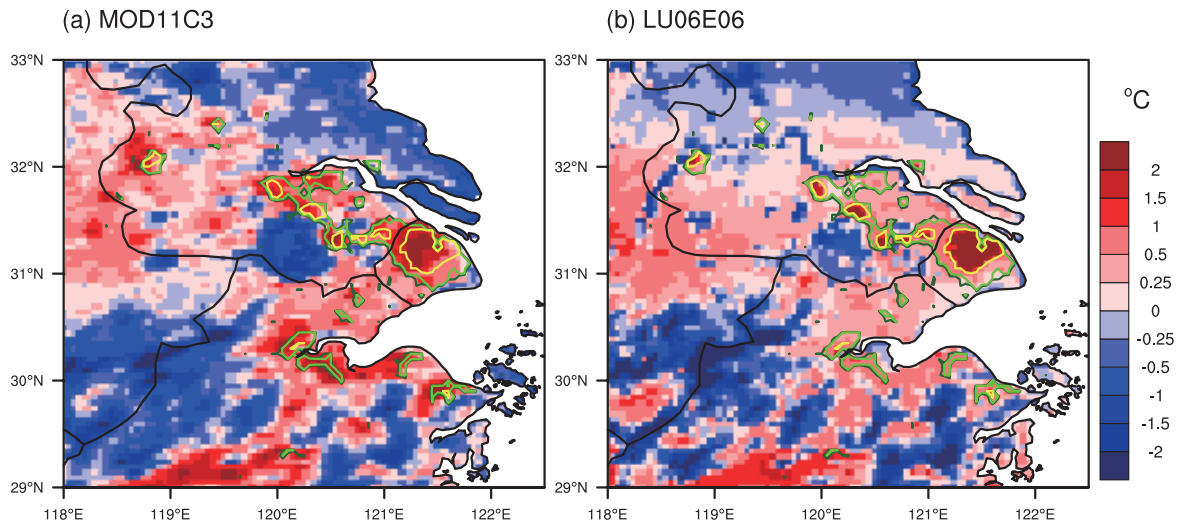 (a) MOD11C3
(b) LU06E06
33°N
32°N
31°N
30°N
29°N
118°E
119°E
120°E
121°E
122°E
33°N
32°N
31°N
30°N
29°N
118°E
119°E
120°E
121°E
122°E
°C
2
1.5
1
0.5
0.25
0
-0.25
-0.5
-1
-1.5
-2